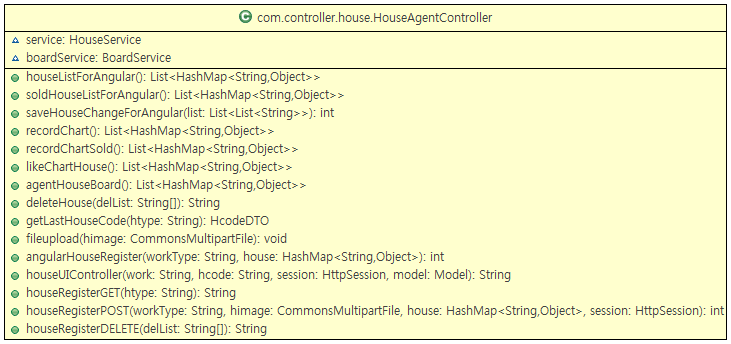 C com.controller.house.HouseAgentController
service: HouseService
boardService: BoardService
houseListForAngular(): List<HashMap<String,Object>>
soldHouseListForAngular(): List<HashMap<String,Object>>
saveHouseChangeForAngular(list: List<List<String>>): int
recordChart(): List<HashMap<String,Object>>
recordChartSold(): List<HashMap<String,Object>>
likeChartHouse(): List<HashMap<String,Object>>
agentHouseBoard(): List<HashMap<String,Object>>
deleteHouse(delList: String[]): String
getLastHouseCode(htype: String): HcodeDTO
fileupload(himage: CommonsMultipartFile): void
angularHouseRegister(workType: String, house: HashMap<String,Object>): int
houseUIController(work: String, hcode: String, session: HttpSession, model: Model): String
houseRegisterGET(htype: String): String
houseRegisterPOST(workType: String, himage: CommonsMultipartFile, house: HashMap<String,Object>, session: HttpSession): int
houseRegisterDELETE(delList: String[]): String